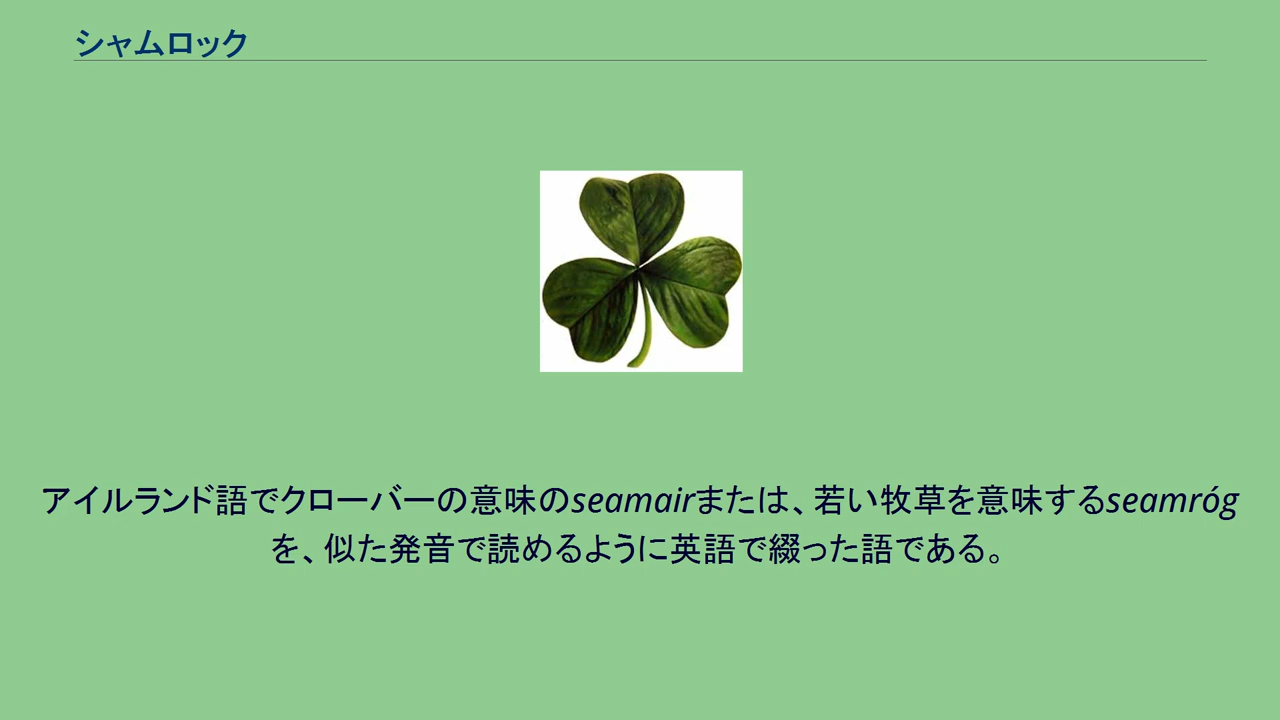 シャムロック
アイルランド語でクローバーの意味のseamairまたは、若い牧草を意味するseamróg
を、似た発音で読めるように英語で綴った語である。